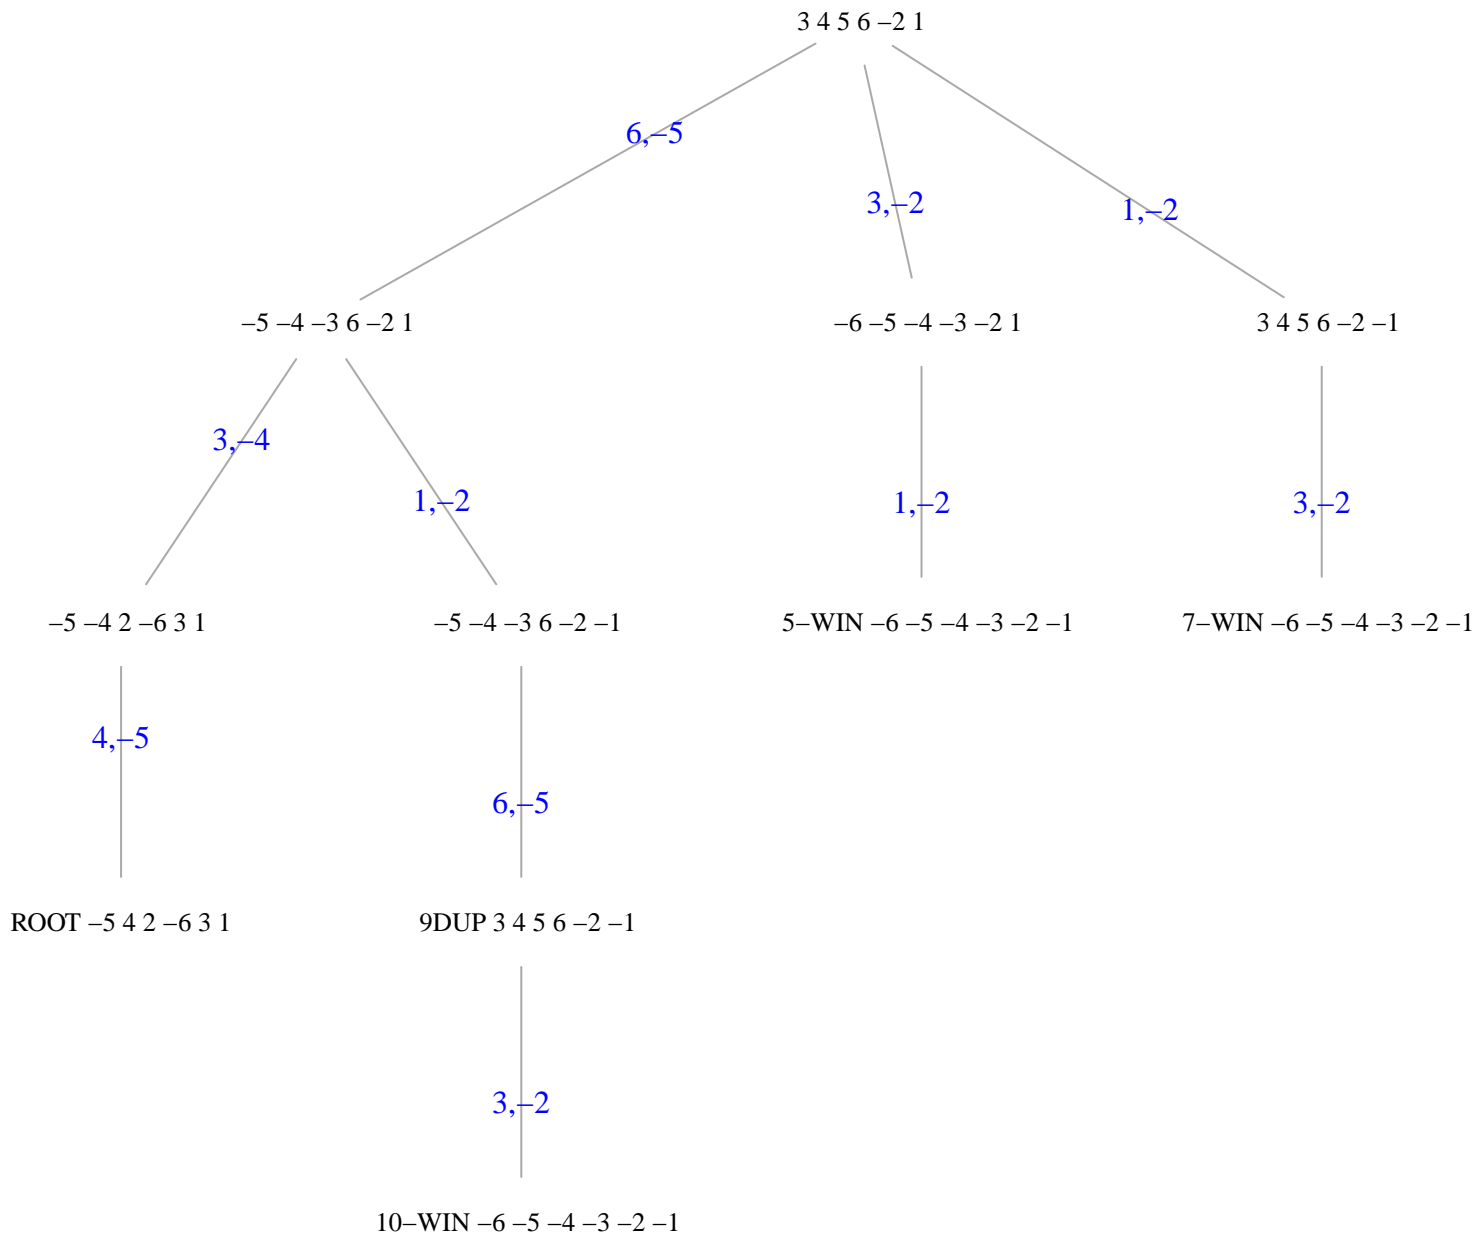 3 4 5 6 –2 1
6,–5
3,–2
1,–2
–5 –4 –3 6 –2 1
–6 –5 –4 –3 –2 1
3 4 5 6 –2 –1
3,–4
1,–2
1,–2
3,–2
–5 –4 2 –6 3 1
–5 –4 –3 6 –2 –1
5–WIN –6 –5 –4 –3 –2 –1
7–WIN –6 –5 –4 –3 –2 –1
4,–5
6,–5
ROOT –5 4 2 –6 3 1
9DUP 3 4 5 6 –2 –1
3,–2
10–WIN –6 –5 –4 –3 –2 –1